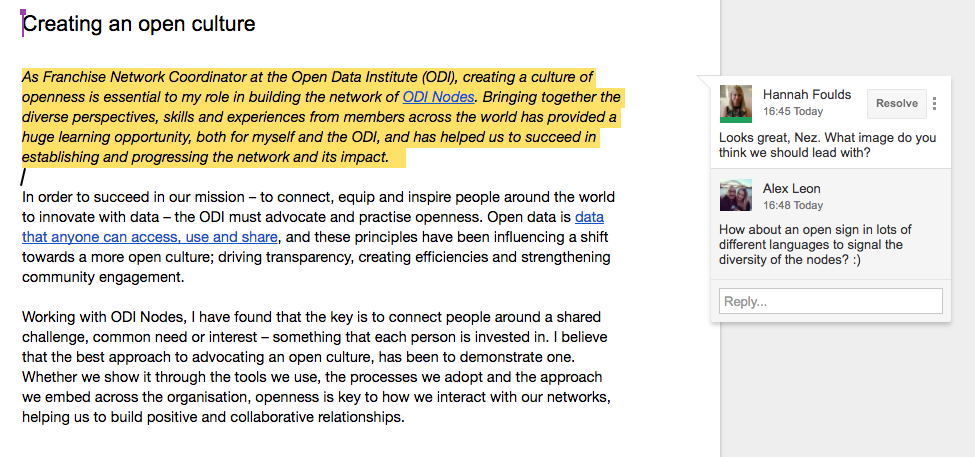 Creating an open culture
As Franchise Network Coordinator at the Open Data Institute (ODI), creating a culture of
openness is essential to my role in building the network of ODI Nodes. Bringing together the
diverse perspectives, skills and experiences from members across the world has provided a
huge learning opportunity, both for myself and the ODI, and has helped us to succeed in
establishing and progressing the network and its impact.
In order to succeed in our mission – to connect, equip and inspire people around the world
to innovate with data – the ODI must advocate and practise openness. Open data is data
that anyone can access, use and share, and these principles have been influencing a shift
towards a more open culture; driving transparency, creating efficiencies and strengthening
community engagement.
Working with ODI Nodes, I have found that the key is to connect people around a shared
challenge, common need or interest – something that each person is invested in. I believe
that the best approach to advocating an open culture, has been to demonstrate one.
Whether we show it through the tools we use, the processes we adopt and the approach
we embed across the organisation, openness is key to how we interact with our networks,
helping us to build positive and collaborative relationships.
Hannah Foulds
16:45 Today
Resolve
Looks great, Nez. What image do you
think we should lead with?
Alex Leon
16:48 Today
How about an open sign in lots of
different languages to signal the
diversity of the nodes? :)
Reply...